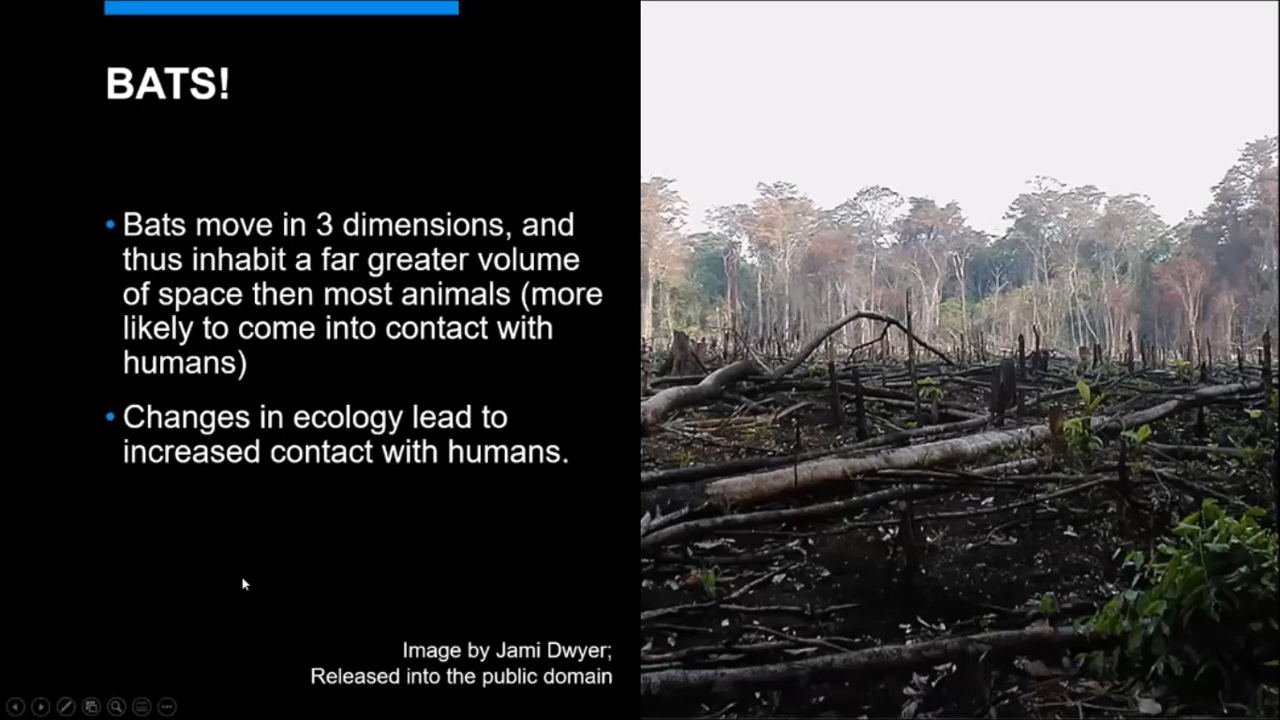 BATS!
• Bats move in 3 dimensions, and
thus inhabit a far greater volume
of space then most animals (more
likely to come into contact with
humans)
• Changes in ecology lead to
increased contact with humans.
Image by Jami Dwyer;
Released into the public domain